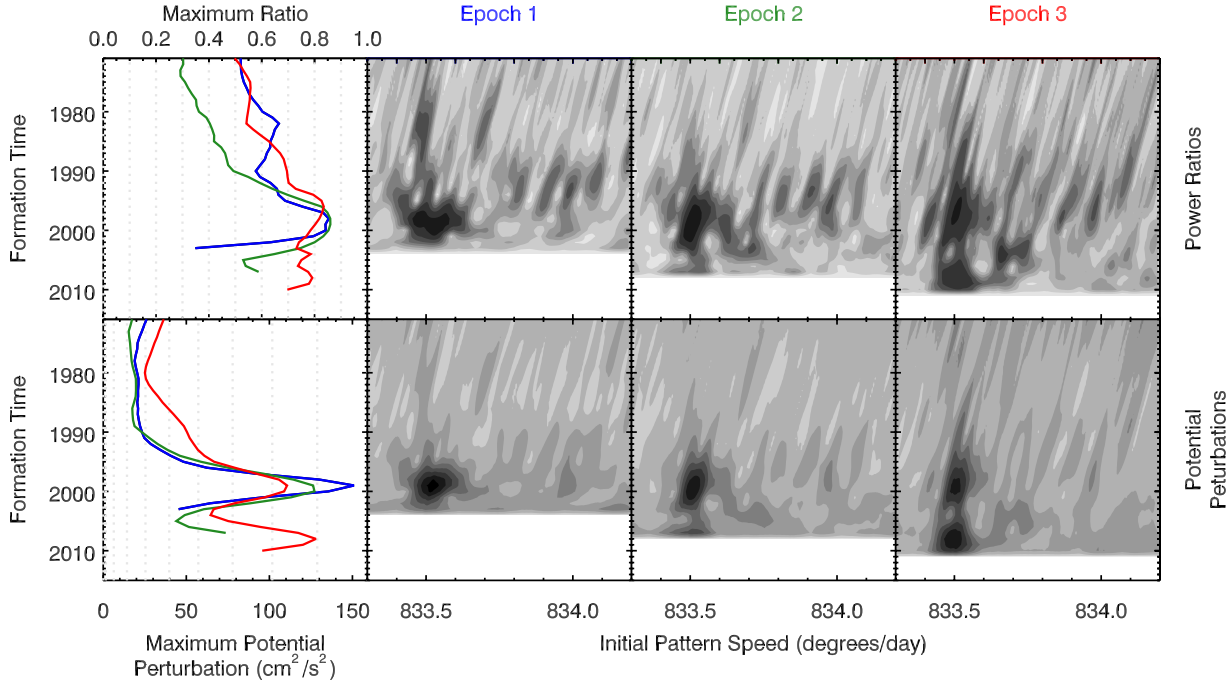 Maximum Ratio
Epoch 1
Epoch 2
Epoch 3
0.0 0.2 0.4 0.6 0.8 1.0
Formation Time
1980
1990
2000
2010
Power Ratios
Formation Time
1980
1990
2000
2010
Potential
Peturbations
0 50 100 150
833.5 834.0
833.5 834.0
833.5 834.0
Maximum Potential
Perturbation (cm²/s²)
Initial Pattern Speed (degrees/day)